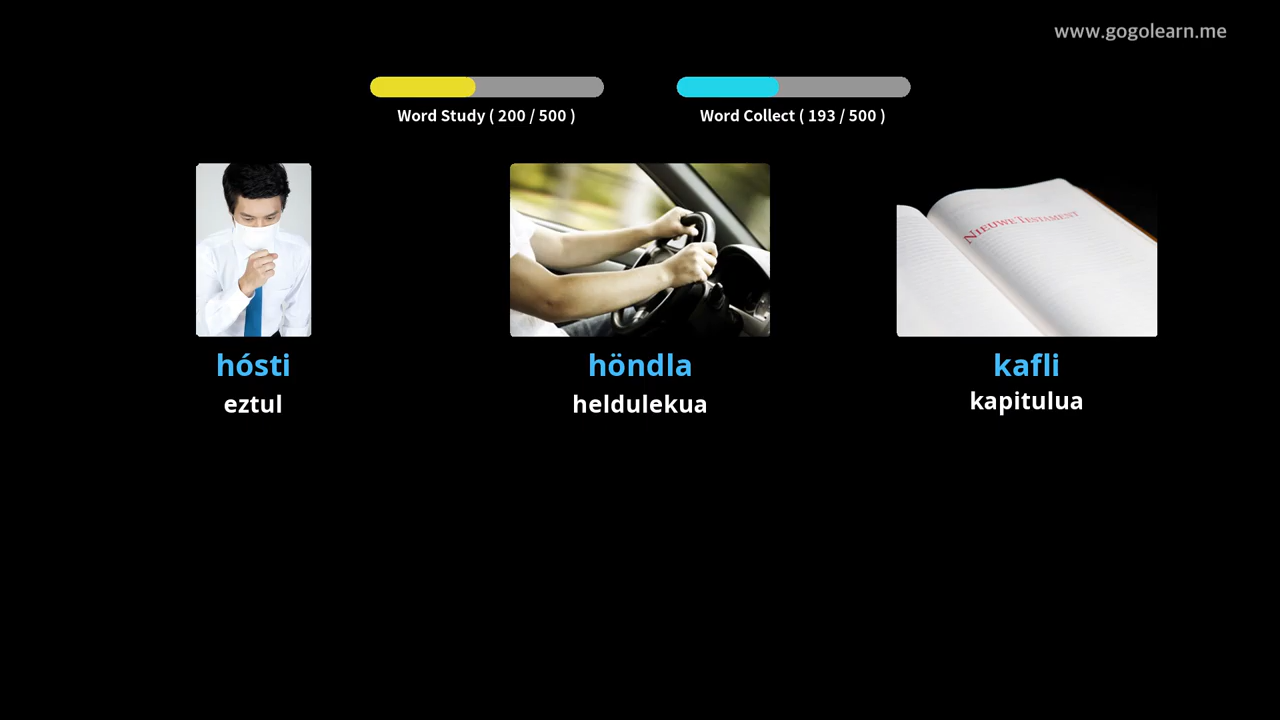 www.gogolearn.me
Word Study ( 200 / 500 )
Word Collect ( 193 / 500 )
NIEUWE TESTAMENT
hósti
höndla
kafli
eztul
heldulekua
kapitulua